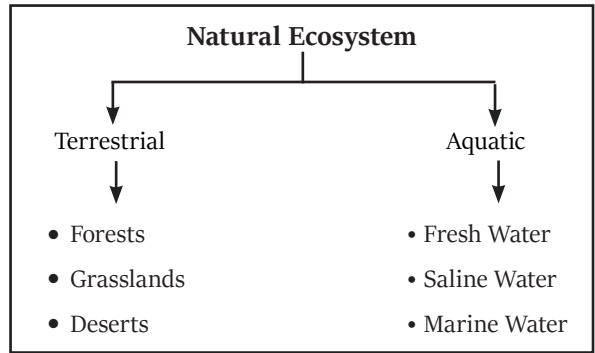 Natural Ecosystem
Terrestrial
Aquatic
• Forests
• Grasslands
• Deserts
• Fresh Water
• Saline Water
• Marine Water